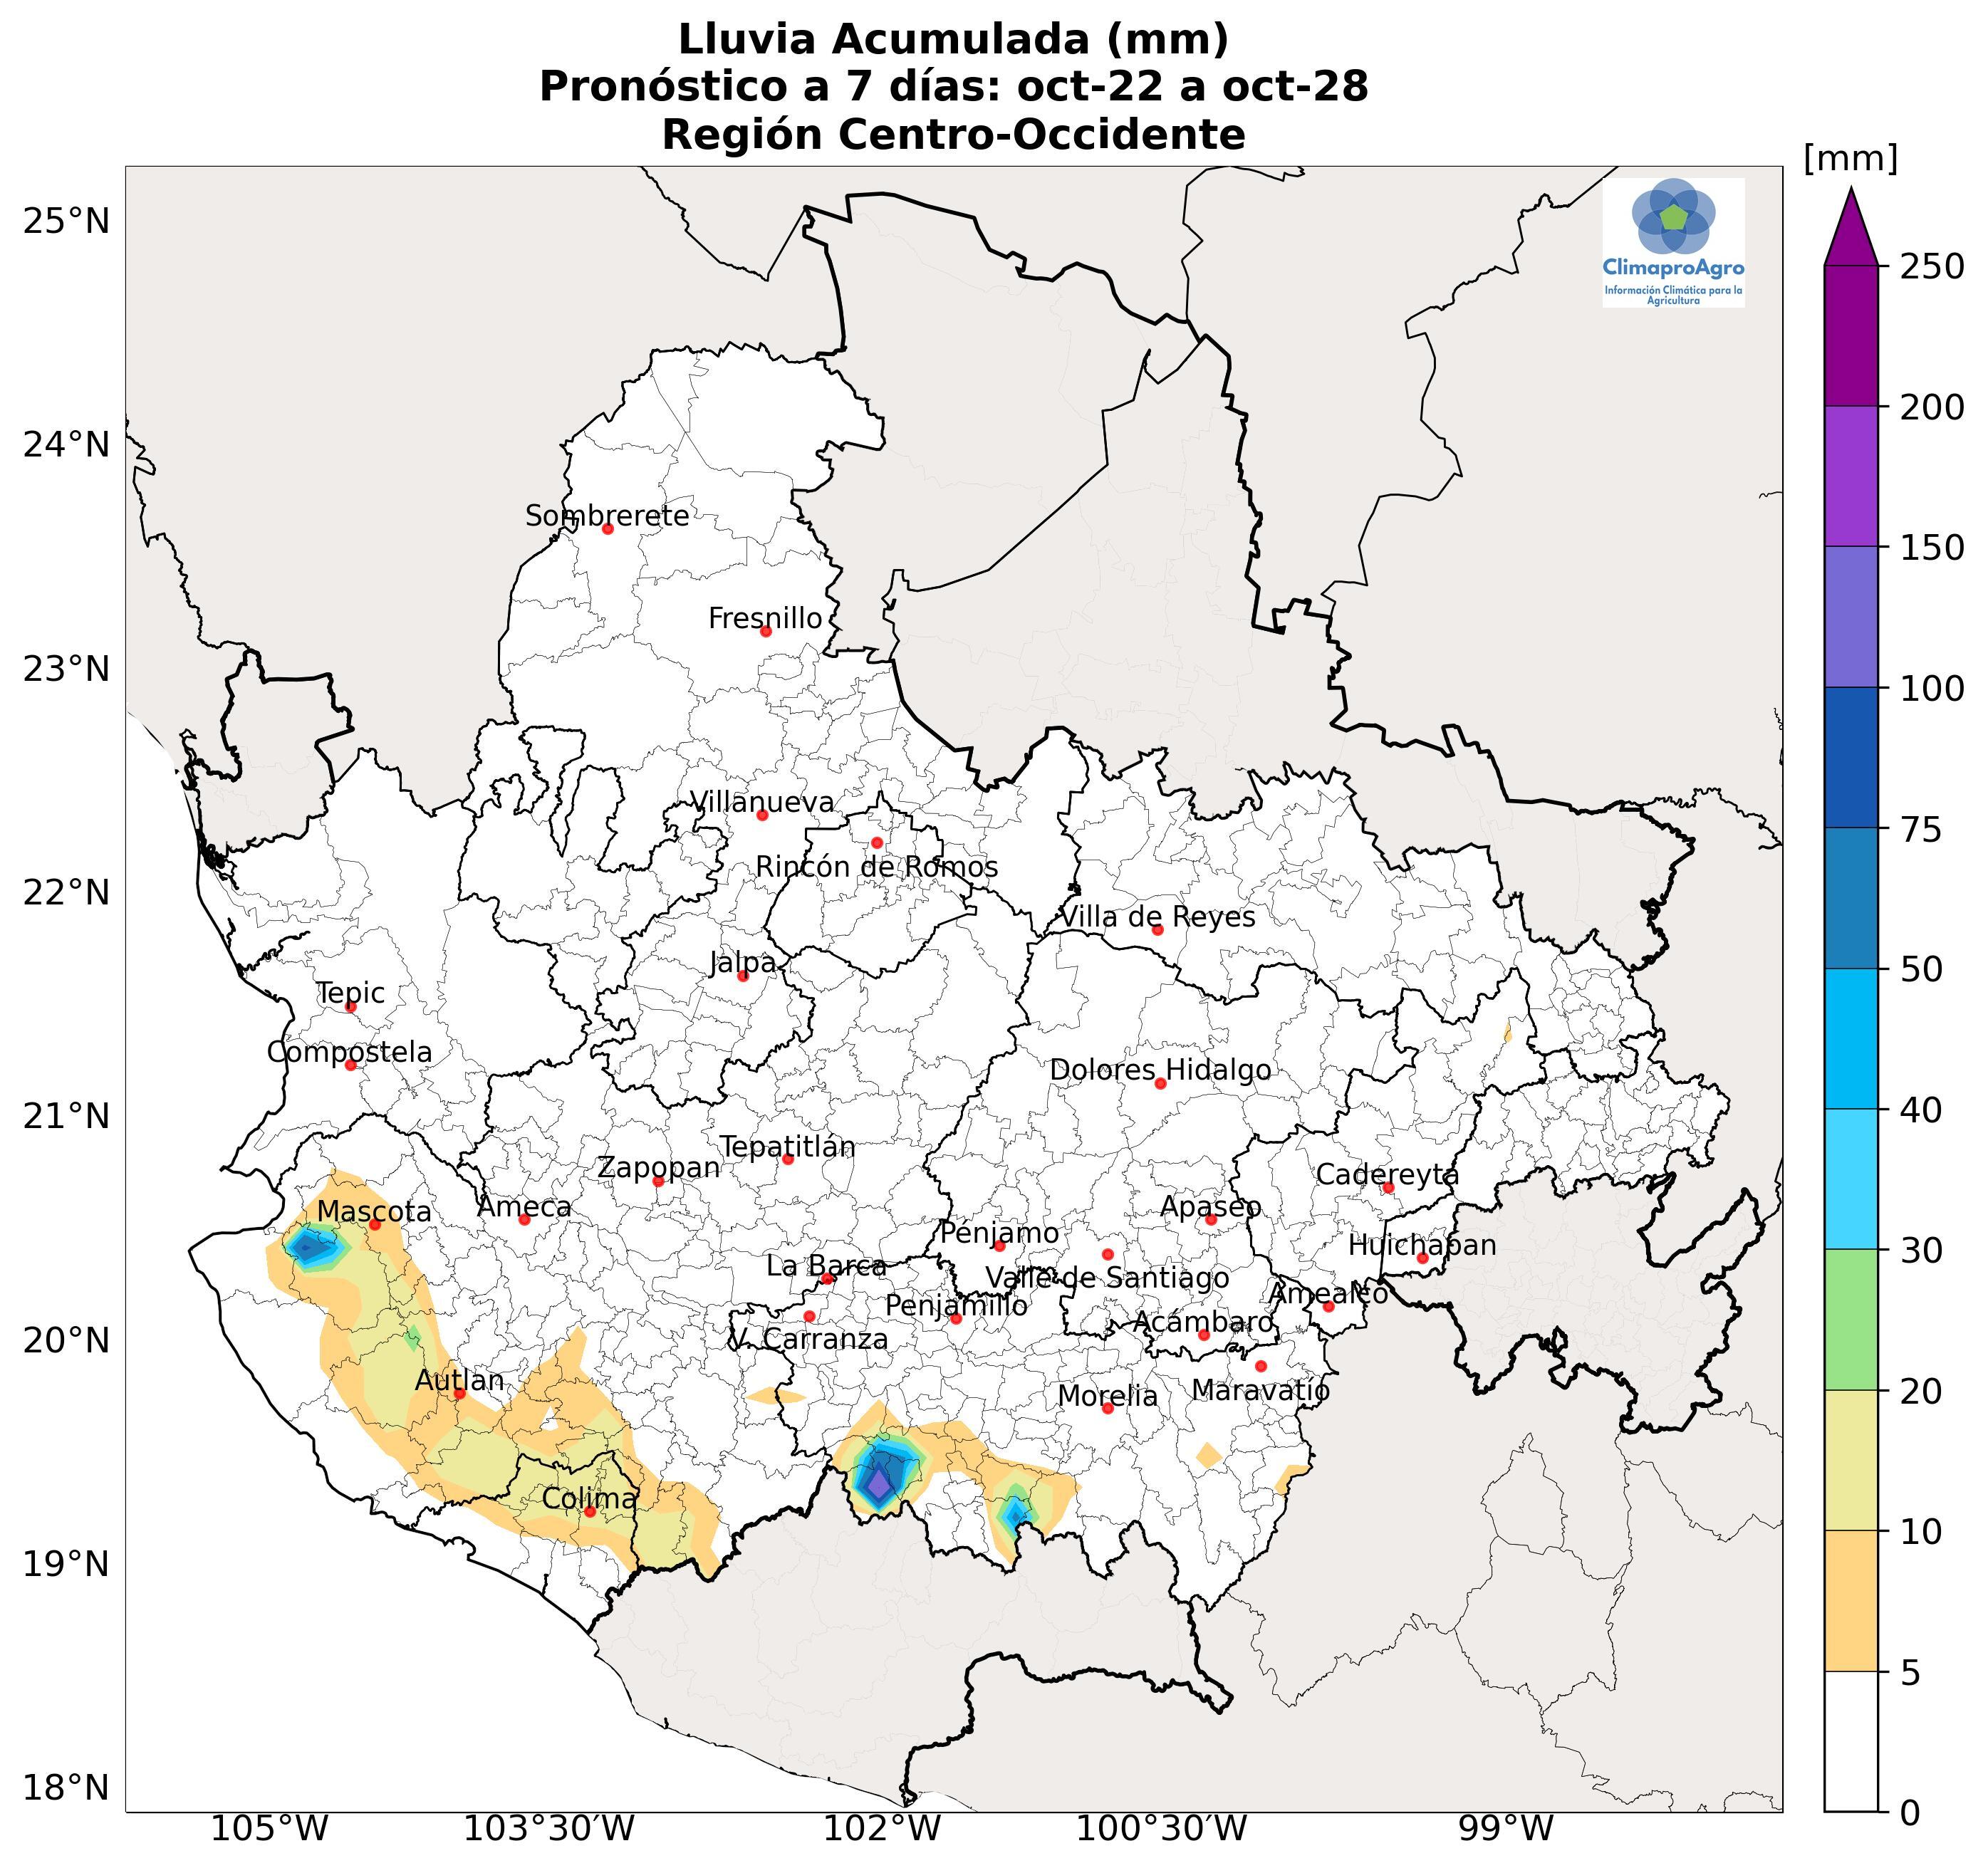 Lluvia Acumulada (mm)
Pronóstico a 7 días: oct-22 a oct-28
Región Centro-Occidente
[mm]
25°N
ClimaproAgro
Información Climática para la
Agricultura
250
200
24°N
Sombrerete
150
Fresnillo
23°N
100
Villanueva
75
Rincón de Romos
22°N
Villa de Reyes
Jalpa
50
Tepic
Compostela
Dolores Hidalgo
21°N
40
Tepatitlán
Zapopan
Cadereyta
Mascota
Ameca
Apaseo
Pénjamo
Huichapan
30
La Barca
Valle de Santiago
Amealco
Penjamillo
Acámbaro
20°N
V. Carranza
Autlan
Morelia
Maravatío
20
Colima
10
19°N
5
18°N
0
105°W
103°30'W
102°W
100°30'W
99°W